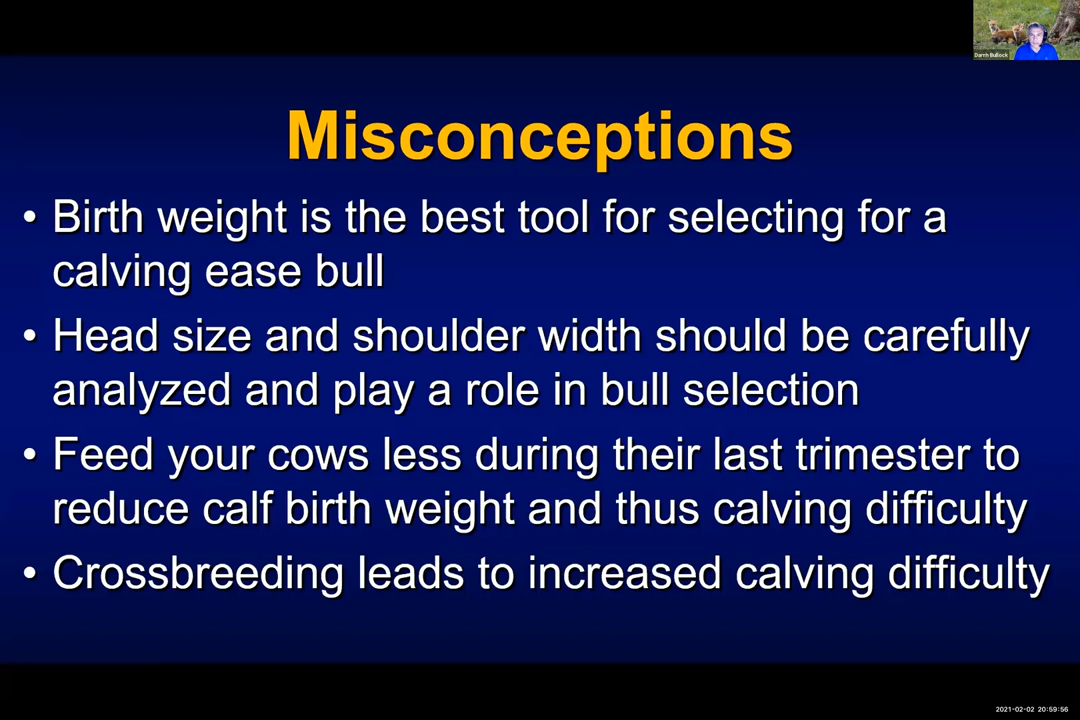 Darrh Bullock
Misconceptions
• Birth weight is the best tool for selecting for a
calving ease bull
• Head size and shoulder width should be carefully
analyzed and play a role in bull selection
• Feed your cows less during their last trimester to
reduce calf birth weight and thus calving difficulty
• Crossbreeding leads to increased calving difficulty
2021-02-02 20:59:56